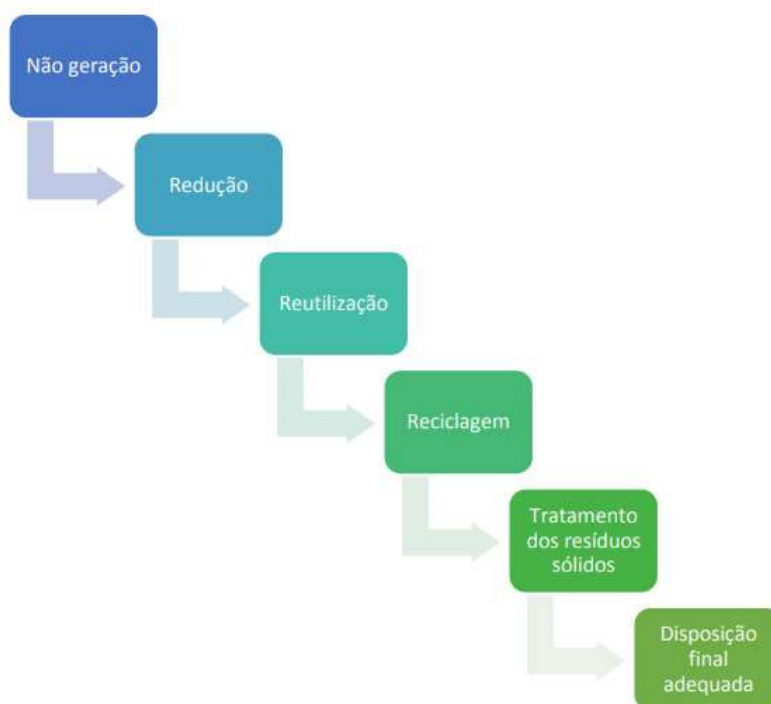 Não geração
Redução
Reutilização
Reciclagem
Tratamento
dos resíduos
sólidos
Disposição
final
adequada